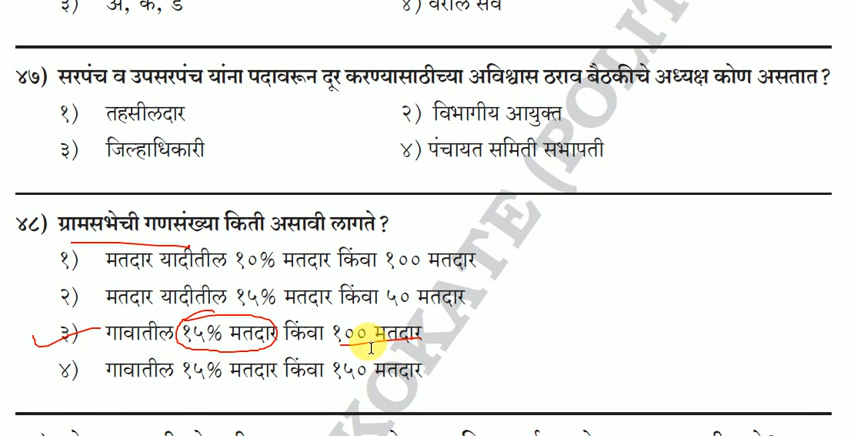 ३) अ, क, ड ४) वरील सर्व
४७) सरपंच व उपसरपंच यांना पदावरून दूर करण्यासाठीच्या अविश्वास ठराव बैठकीचे अध्यक्ष कोण असतात?
१) तहसीलदार २) विभागीय आयुक्त
३) जिल्हाधिकारी ४) पंचायत समिती सभापती
४८) ग्रामसभेची गणसंख्या किती असावी लागते?
१) मतदार यादीतील १०% मतदार किंवा १०० मतदार
२) मतदार यादीतील १५% मतदार किंवा ५० मतदार
३) गावातील १५% मतदार किंवा १०० मतदार
४) गावातील १५% मतदार किंवा १५० मतदार
KOKATE (POLIT